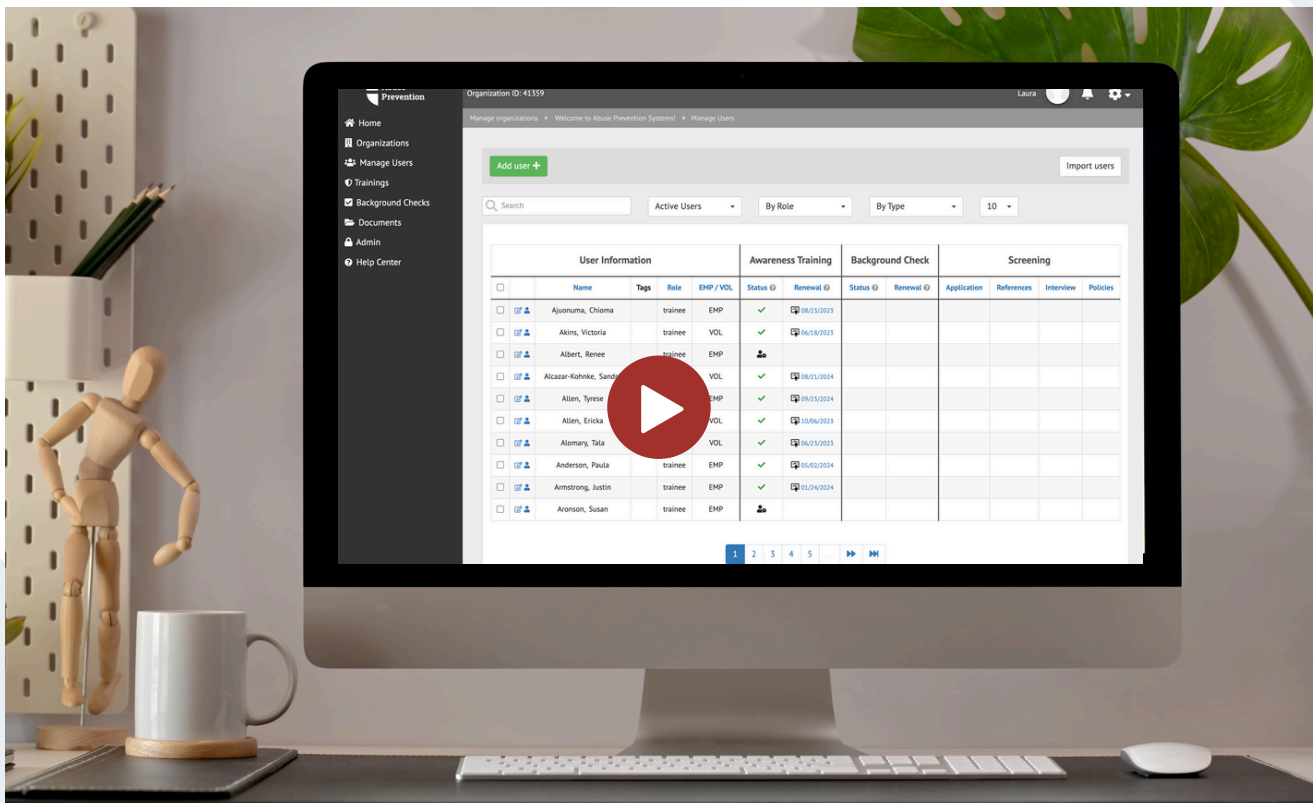 Prevention
Organization ID: 41359
Laura
Manage organizations Welcome to Abuse Prevention Systems! Manage Users
Home
Organizations
Manage Users
Trainings
Background Checks
Documents
Admin
Help Center
Add user +
Import users
Search
Active Users
By Role
By Type
10
User Information Awareness Training Background Check Screening
Name Tags Role EMP / VOL Status Renewal Status Renewal Application References Interview Policies
Ajuonuma, Chioma trainee EMP 08/23/2023
Akins, Victoria trainee VOL 06/18/2023
Albert, Renee trainee EMP
Alcazar-Kohnke, VOL 08/21/2024
Allen, Tyrese EMP 09/23/2024
Allen, Ericka VOL 10/06/2023
Alomary, Tala VOL 06/23/2023
Anderson, Paula trainee EMP 05/02/2024
Armstrong, Justin trainee EMP 01/24/2024
Aronson, Susan trainee EMP
1 2 3 4 5 ...